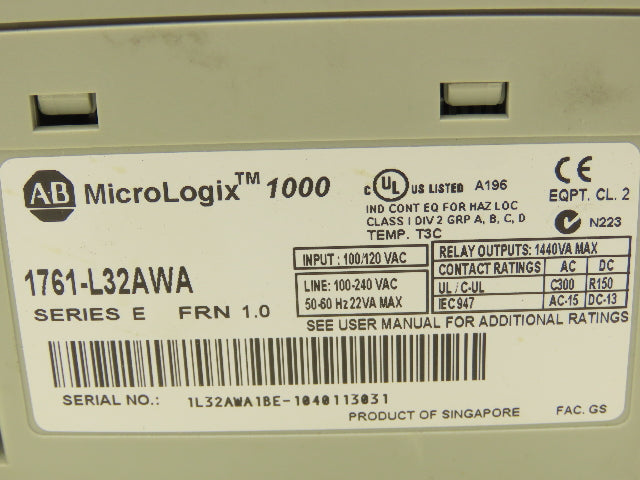 AB MicroLogix™ 1000
C UL US LISTED A196
CE
IND CONT EQ FOR HAZ LOC
CLASS I DIV 2 GRP A, B, C, D
TEMP. T3C
EQPT. CL. 2
N223
1761-L32AWA
SERIES E FRN 1.0
INPUT : 100/120 VAC
LINE: 100-240 VAC
50-60 Hz 22VA MAX
RELAY OUTPUTS: 1440VA MAX
CONTACT RATINGS AC DC
UL / C-UL C300 R150
IEC 947 AC-15 DC-13
SEE USER MANUAL FOR ADDITIONAL RATINGS
SERIAL NO.: 1L32AWA1BE-1040113031
PRODUCT OF SINGAPORE FAC. GS